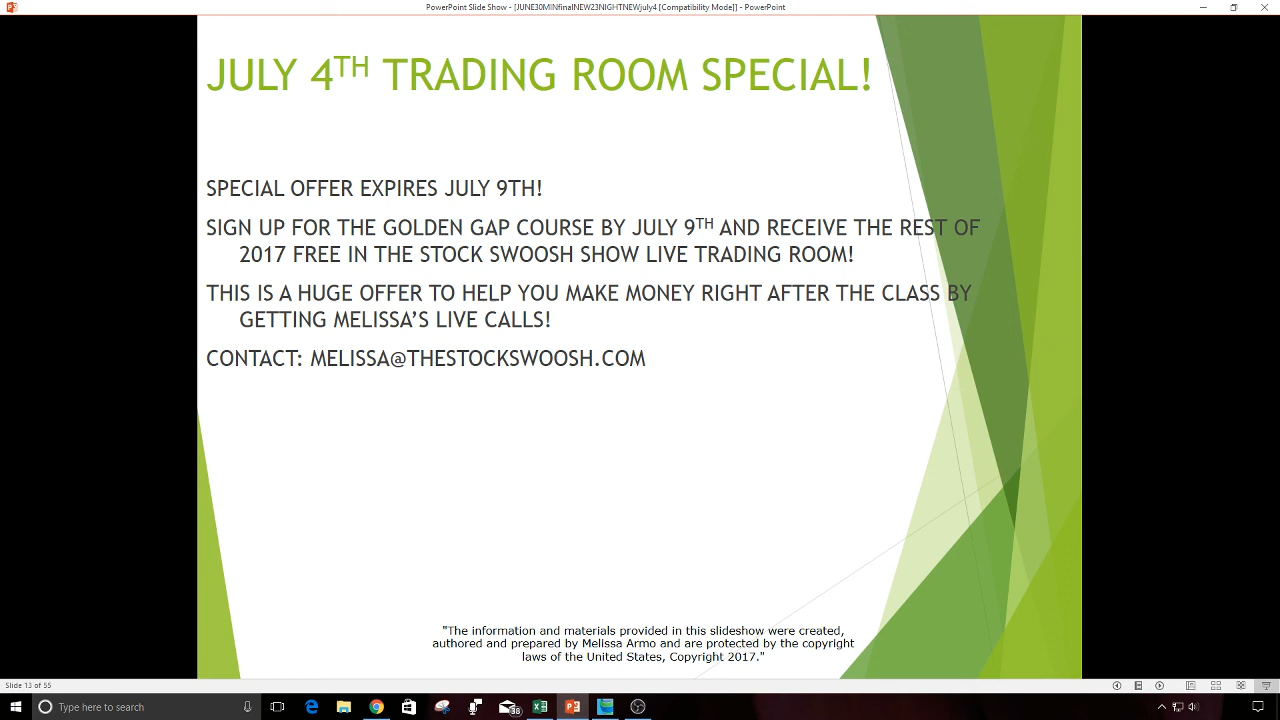 PowerPoint Slide Show - [JUNE30MINfinalNEW23NIGHTNEWjuly4 [Compatibility Mode]] - PowerPoint
JULY 4TH TRADING ROOM SPECIAL!
SPECIAL OFFER EXPIRES JULY 9TH!
SIGN UP FOR THE GOLDEN GAP COURSE BY JULY 9TH AND RECEIVE THE REST OF
2017 FREE IN THE STOCK SWOOSH SHOW LIVE TRADING ROOM!
THIS IS A HUGE OFFER TO HELP YOU MAKE MONEY RIGHT AFTER THE CLASS BY
GETTING MELISSA'S LIVE CALLS!
CONTACT: MELISSA@THESTOCKSWOOSH.COM
"The information and materials provided in this slideshow were created,
authored and prepared by Melissa Armo and are protected by the copyright
laws of the United States, Copyright 2017."
Slide 13 of 55
Type here to search